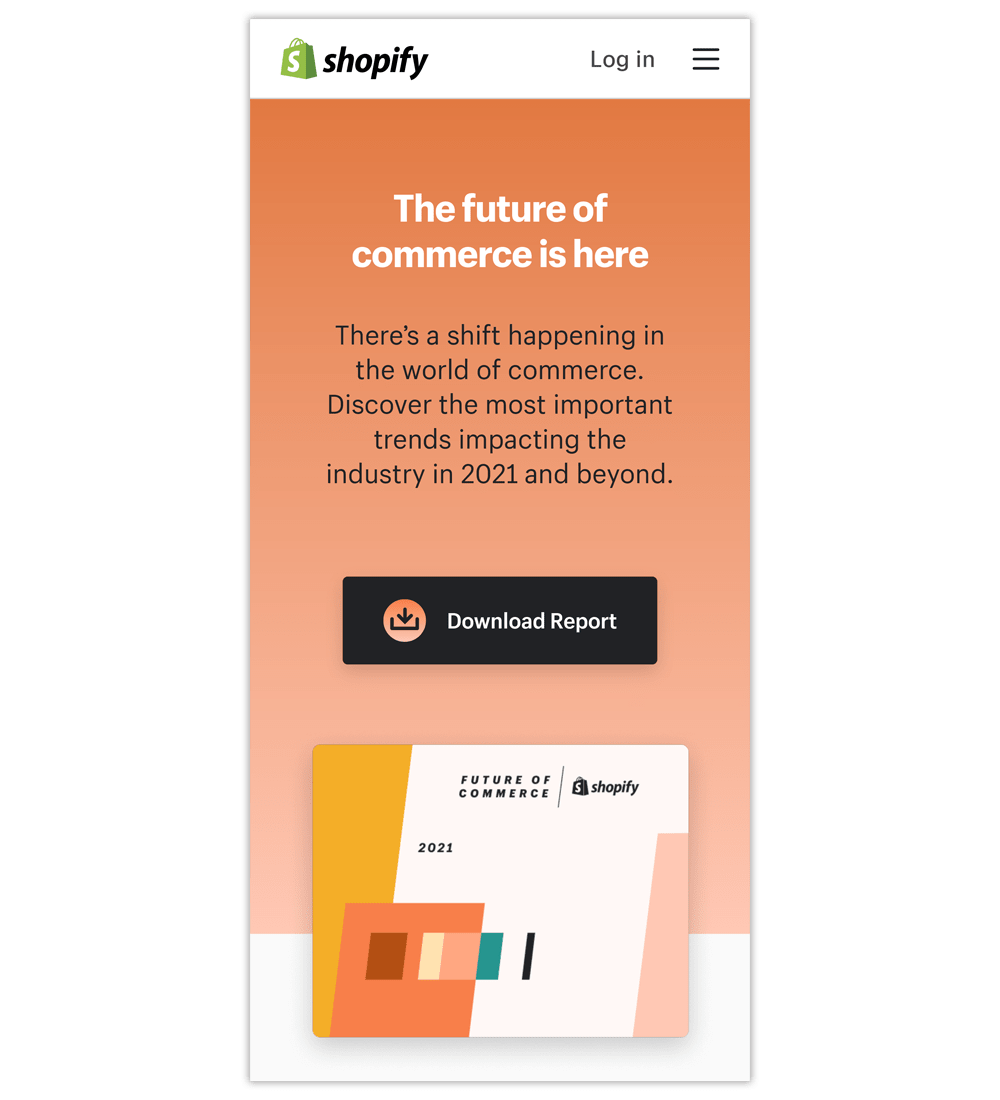 shopify
Log in
The future of
commerce is here
There’s a shift happening in
the world of commerce.
Discover the most important
trends impacting the
industry in 2021 and beyond.
Download Report
FUTURE OF
COMMERCE
shopify
2021